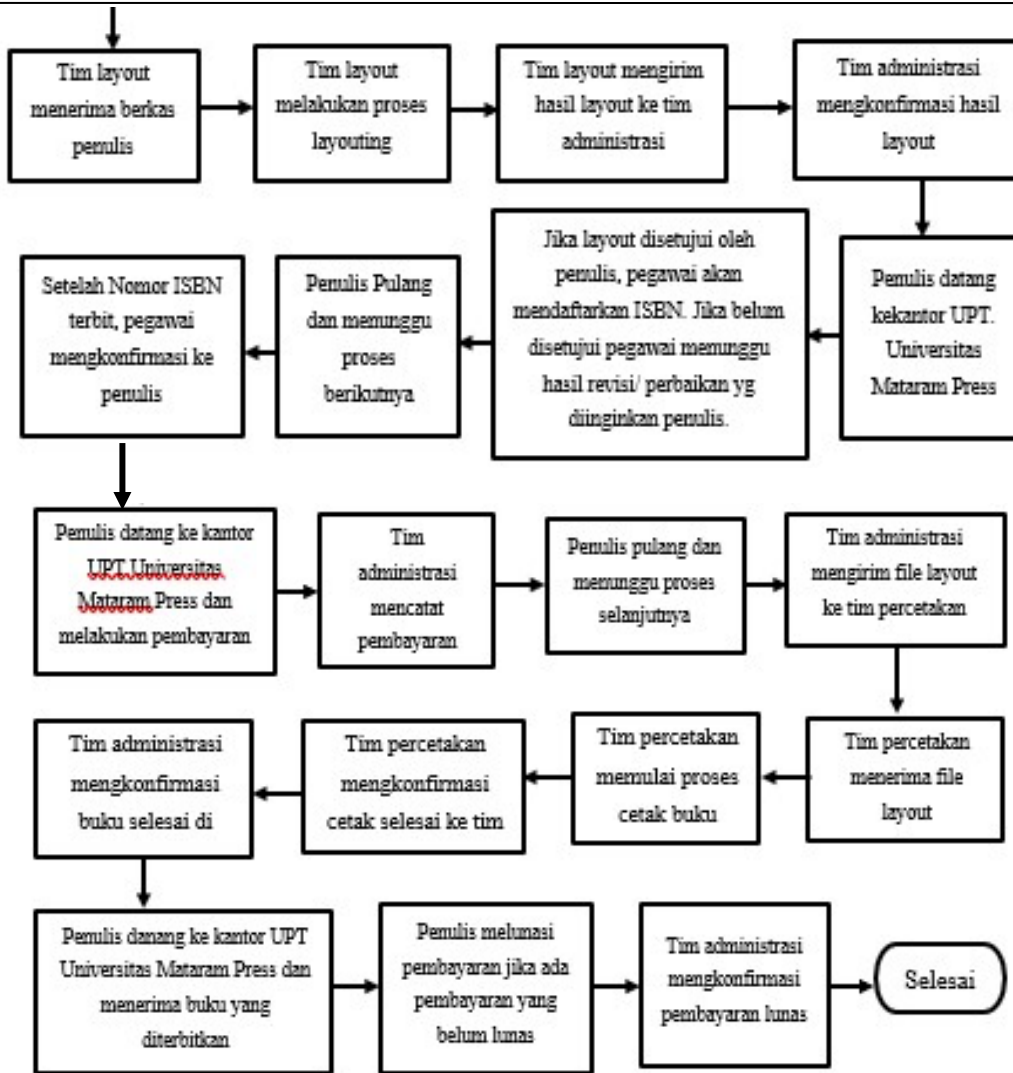 Tim layout
menerima berkas
penulis
Tim layout
melakukan proses
layouting
Tim layout mengirim
hasil layout ke tim
administrasi
Tim administrasi
mengkonfirmasi hasil
layout
Penulis datang
kekantor UPT.
Universitas
Mataram Press
Jika layout disetujui oleh
penulis, pegawai akan
mendaftarkan ISBN. Jika belum
disetujui pegawai menunggu
hasil revisi/ perbaikan yg
diinginkan penulis.
Penulis Pulang
dan menunggu
proses
berikutnya
Setelah Nomor ISBN
terbit, pegawai
mengkonfirmasi ke
penulis
Penulis datang ke kantor
UPT Universitas
Mataram Press dan
melakukan pembayaran
Tim
administrasi
mencatat
pembayaran
Penulis pulang dan
menunggu proses
selanjutnya
Tim administrasi
mengirim file layout
ke tim percetakan
Tim percetakan
menerima file
layout
Tim percetakan
memulai proses
cetak buku
Tim percetakan
mengkonfirmasi
cetak selesai ke tim
Tim administrasi
mengkonfirmasi
buku selesai di
Penulis danang ke kantor UPT
Universitas Mataram Press dan
menerima buku yang
diterbitkan
Penulis melunasi
pembayaran jika ada
pembayaran yang
belum lunas
Tim administrasi
mengkonfirmasi
pembayaran lunas
Selesai